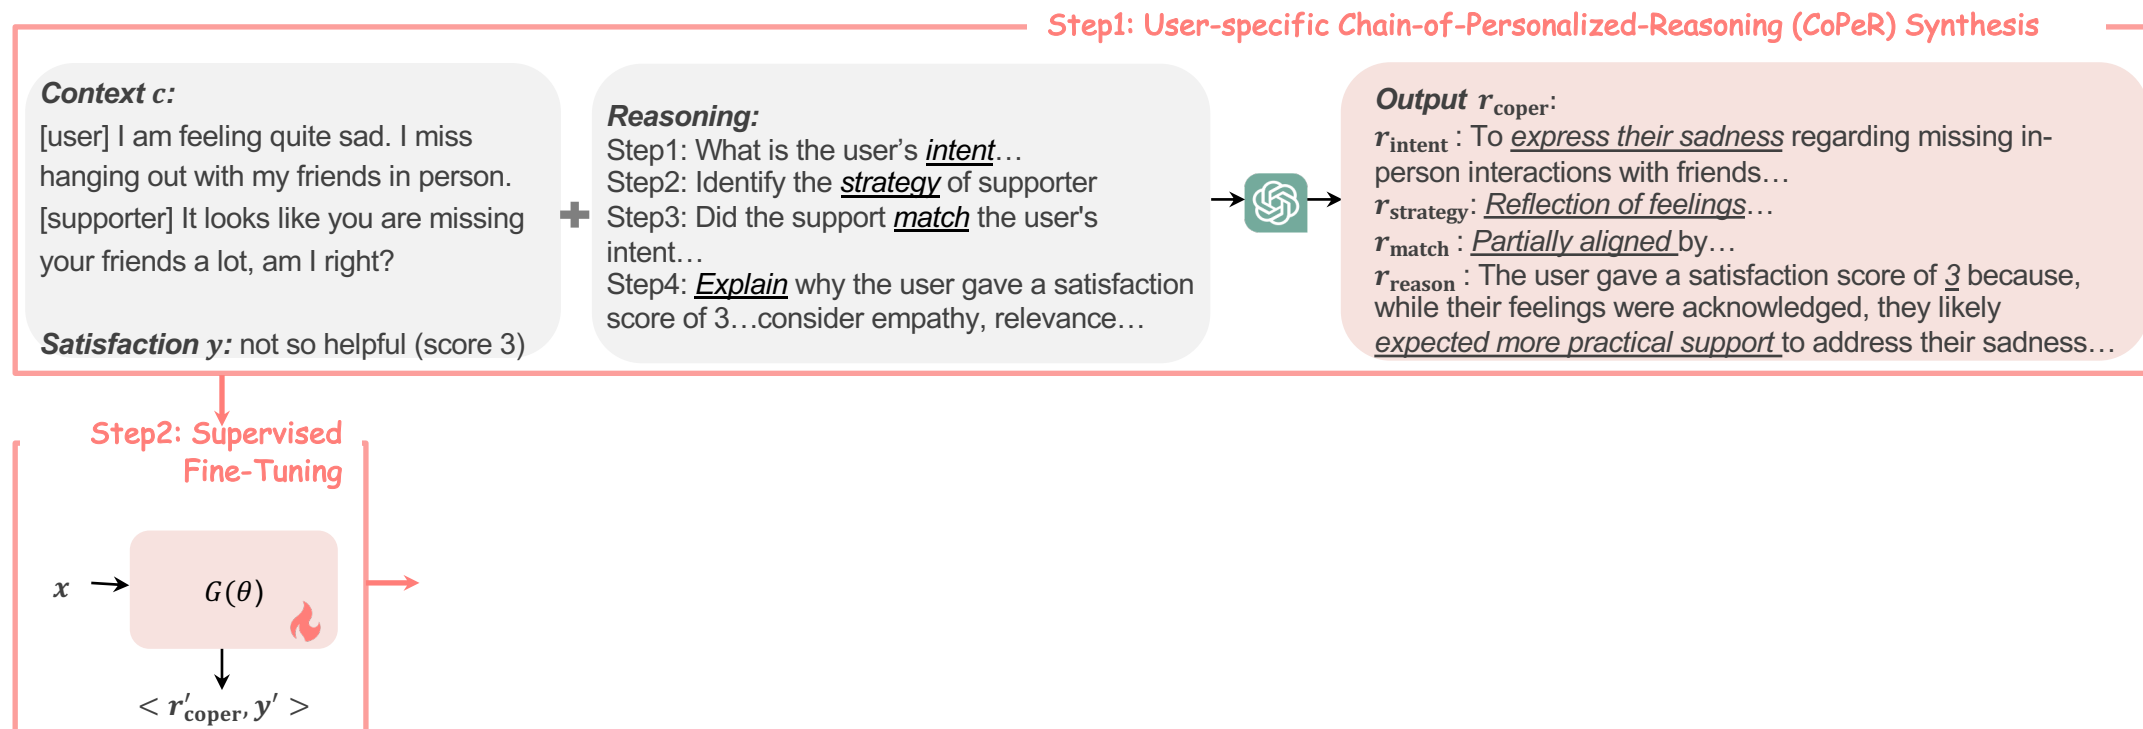 Step1: User-specific Chain-of-Personalized-Reasoning (CoPeR) Synthesis
Context c:
[user] I am feeling quite sad. I miss
hanging out with my friends in person.
[supporter] It looks like you are missing
your friends a lot, am I right?
Satisfaction y: not so helpful (score 3)
Reasoning:
Step1: What is the user's intent…
Step2: Identify the strategy of supporter
Step3: Did the support match the user's
intent…
Step4: Explain why the user gave a satisfaction
score of 3…consider empathy, relevance…
Output r_coper:
r_intent : To express their sadness regarding missing in-
person interactions with friends…
r_strategy: Reflection of feelings…
r_match : Partially aligned by…
r_reason : The user gave a satisfaction score of 3 because,
while their feelings were acknowledged, they likely
expected more practical support to address their sadness…
Step2: Supervised
Fine-Tuning
x
G(θ)
< r′_coper, y′ >